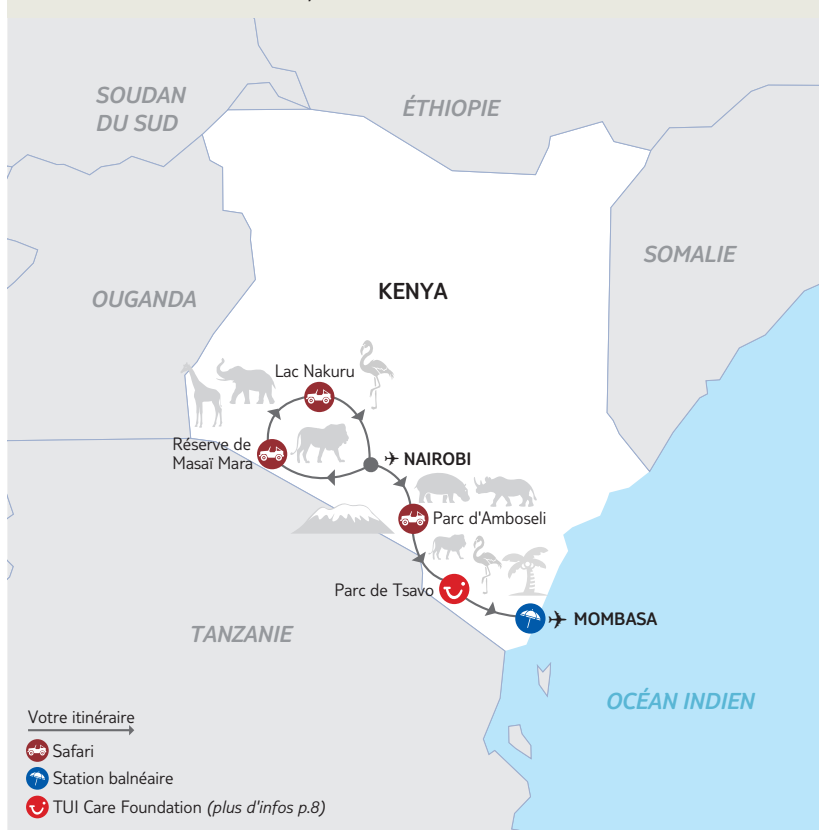 SOUDAN
DU SUD
ÉTHIOPIE
SOMALIE
OUGANDA
KENYA
Lac Nakuru
Réserve de
Masaï Mara
NAIROBI
Parc d'Amboseli
Parc de Tsavo
MOMBASA
TANZANIE
OCÉAN INDIEN
Votre itinéraire
Safari
Station balnéaire
TUI Care Foundation (plus d'infos p.8)